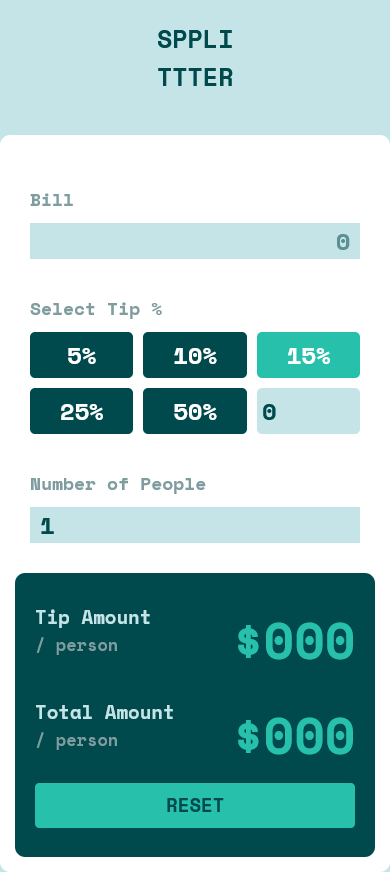 SPPLI
TTTER
Bill
0
Select Tip %
5% 10% 15%
25% 50% 0
Number of People
1
Tip Amount
/ person
$000
Total Amount
/ person
$000
RESET